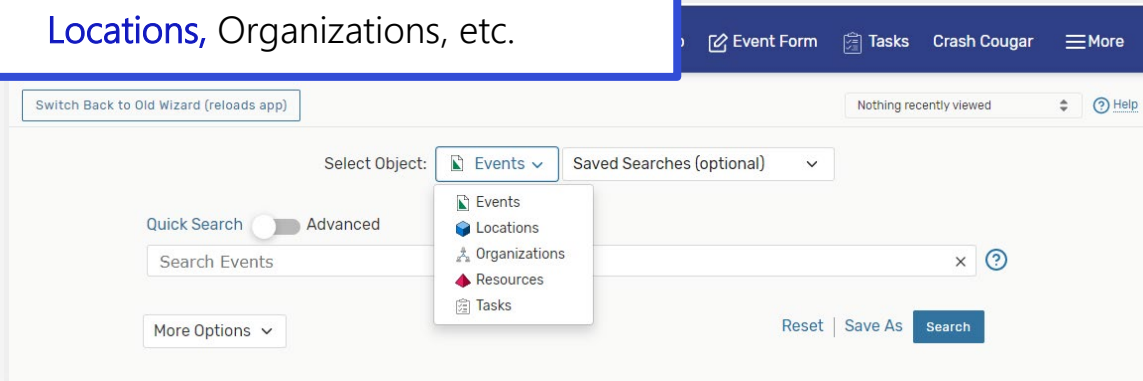 Locations, Organizations, etc.
Event Form Tasks Crash Cougar More
Switch Back to Old Wizard (reloads app) Nothing recently viewed Help
Select Object: Events Saved Searches (optional)
Events
Locations
Organizations
Resources
Tasks
Quick Search Advanced
Search Events
More Options Reset | Save As Search